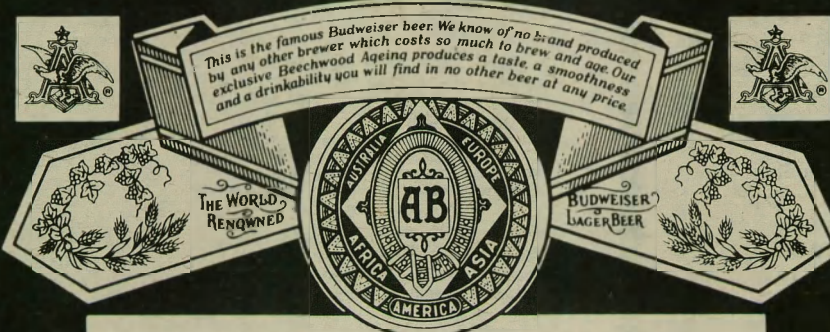 This is the famous Budweiser beer. We know of no brand produced
by any other brewer which costs so much to brew and age. Our
exclusive Beechwood Ageing produces a taste, a smoothness
and a drinkability you will find in no other beer at any price.
A
®
A
®
THE WORLD
RENOWNED
AUSTRALIA
EUROPE
AB
AFRICA
ASIA
AMERICA
BUDWEISER
LAGER BEER